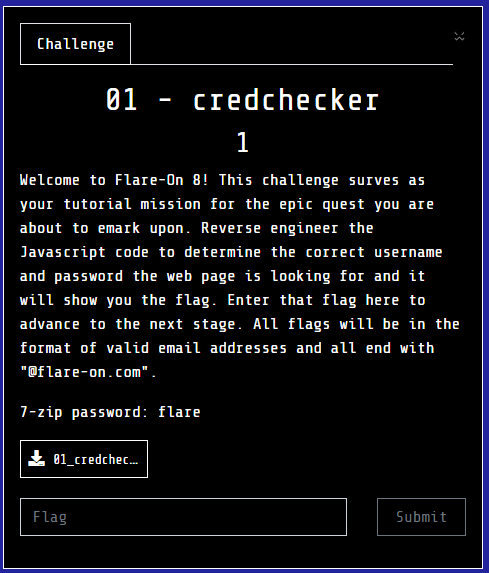 Challenge
01 - credchecker
1
Welcome to Flare-On 8! This challenge surves as
your tutorial mission for the epic quest you are
about to emark upon. Reverse engineer the
Javascript code to determine the correct username
and password the web page is looking for and it
will show you the flag. Enter that flag here to
advance to the next stage. All flags will be in the
format of valid email addresses and all end with
"@flare-on.com".
7-zip password: flare
01_credchec…
Flag
Submit